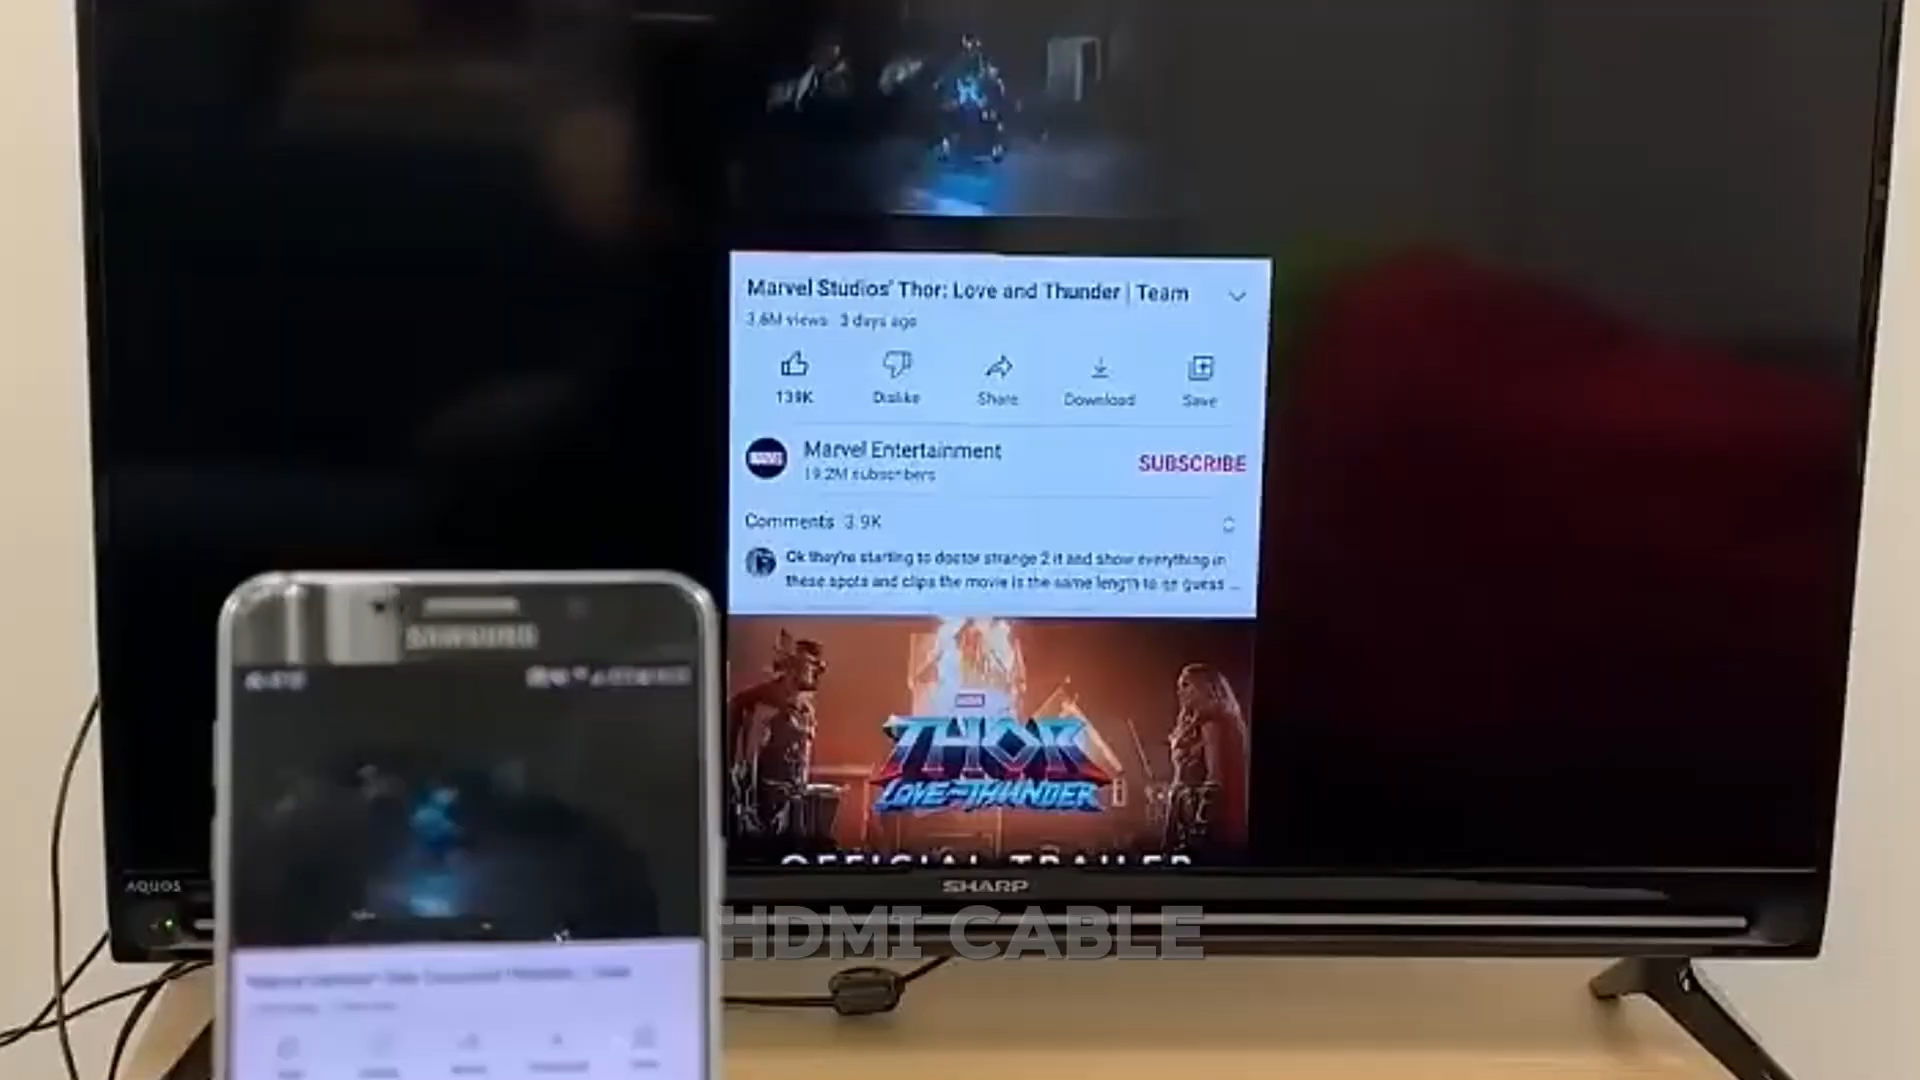 Marvel Studios' Thor: Love and Thunder | Team
3.6M views 3 days ago
139K
Dislike
Share
Download
Save
MARVEL
Marvel Entertainment
19.2M subscribers
SUBSCRIBE
Comments 3.9K
Ok they're starting to doctor strange 2 it and show everything in
these spots and clips the movie is the same length to so guess ...
SAMSUNG
THOR
LOVE AND THUNDER
OFFICIAL TRAILER
AQUOS
SHARP
HDMI CABLE